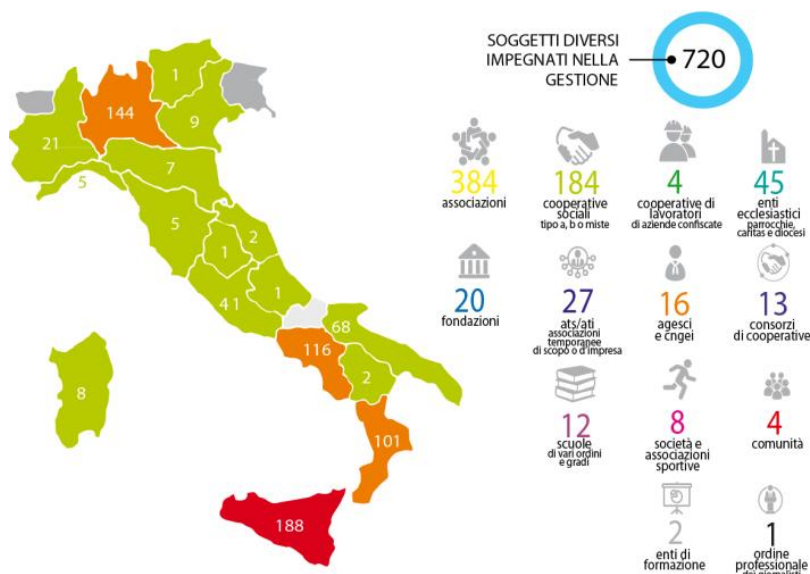 SOGGETTI DIVERSI
IMPEGNATI NELLA
GESTIONE
720
1
144
9
21
7
5
5
2
1
1
41
68
116
2
8
101
188
384
associazioni
184
cooperative
sociali
tipo a, b o miste
4
cooperative di
lavoratori
di aziende confiscate
45
enti
ecclesiastici
parrocchie,
caritas e diocesi
20
fondazioni
27
ats/ati
associazioni
temporanee
di scopo o d'impresa
16
agesci
e cngei
13
consorzi
di cooperative
12
scuole
di vari ordini
e gradi
8
società e
associazioni
sportive
4
comunità
2
enti di
formazione
1
ordine
professionale
dei giornalisti